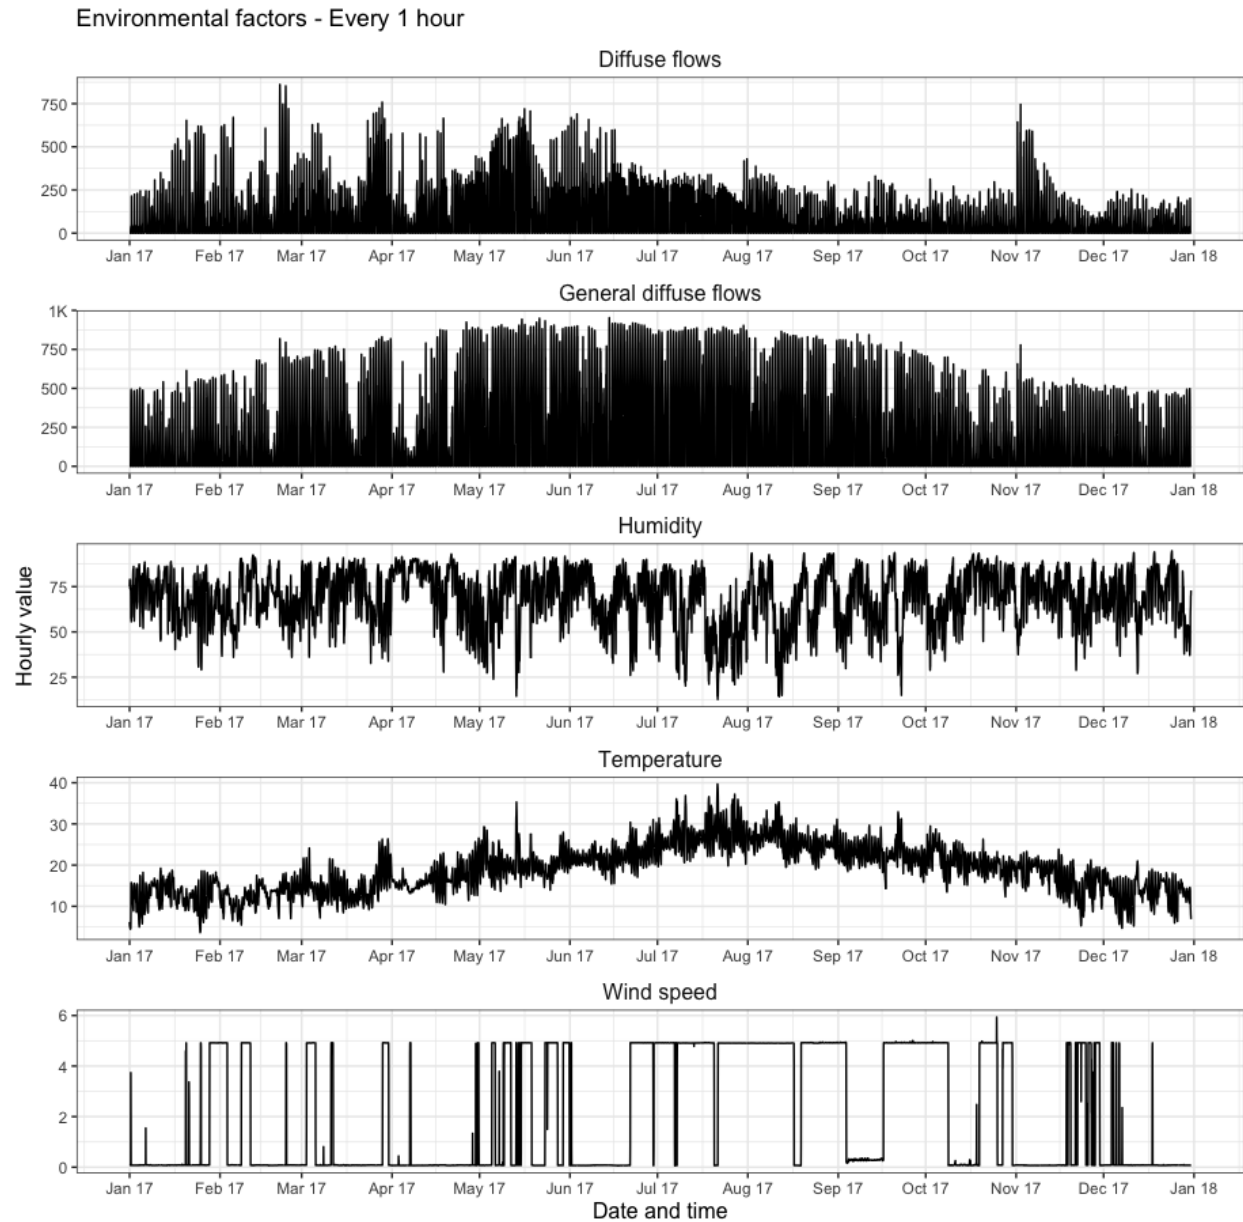 Environmental factors - Every 1 hour
Diffuse flows
750
500
250
0
Jan 17 Feb 17 Mar 17 Apr 17 May 17 Jun 17 Jul 17 Aug 17 Sep 17 Oct 17 Nov 17 Dec 17 Jan 18
General diffuse flows
1K
750
500
250
0
Jan 17 Feb 17 Mar 17 Apr 17 May 17 Jun 17 Jul 17 Aug 17 Sep 17 Oct 17 Nov 17 Dec 17 Jan 18
Humidity
Hourly value
75
50
25
Jan 17 Feb 17 Mar 17 Apr 17 May 17 Jun 17 Jul 17 Aug 17 Sep 17 Oct 17 Nov 17 Dec 17 Jan 18
Temperature
40
30
20
10
Jan 17 Feb 17 Mar 17 Apr 17 May 17 Jun 17 Jul 17 Aug 17 Sep 17 Oct 17 Nov 17 Dec 17 Jan 18
Wind speed
6
4
2
0
Jan 17 Feb 17 Mar 17 Apr 17 May 17 Jun 17 Jul 17 Aug 17 Sep 17 Oct 17 Nov 17 Dec 17 Jan 18
Date and time